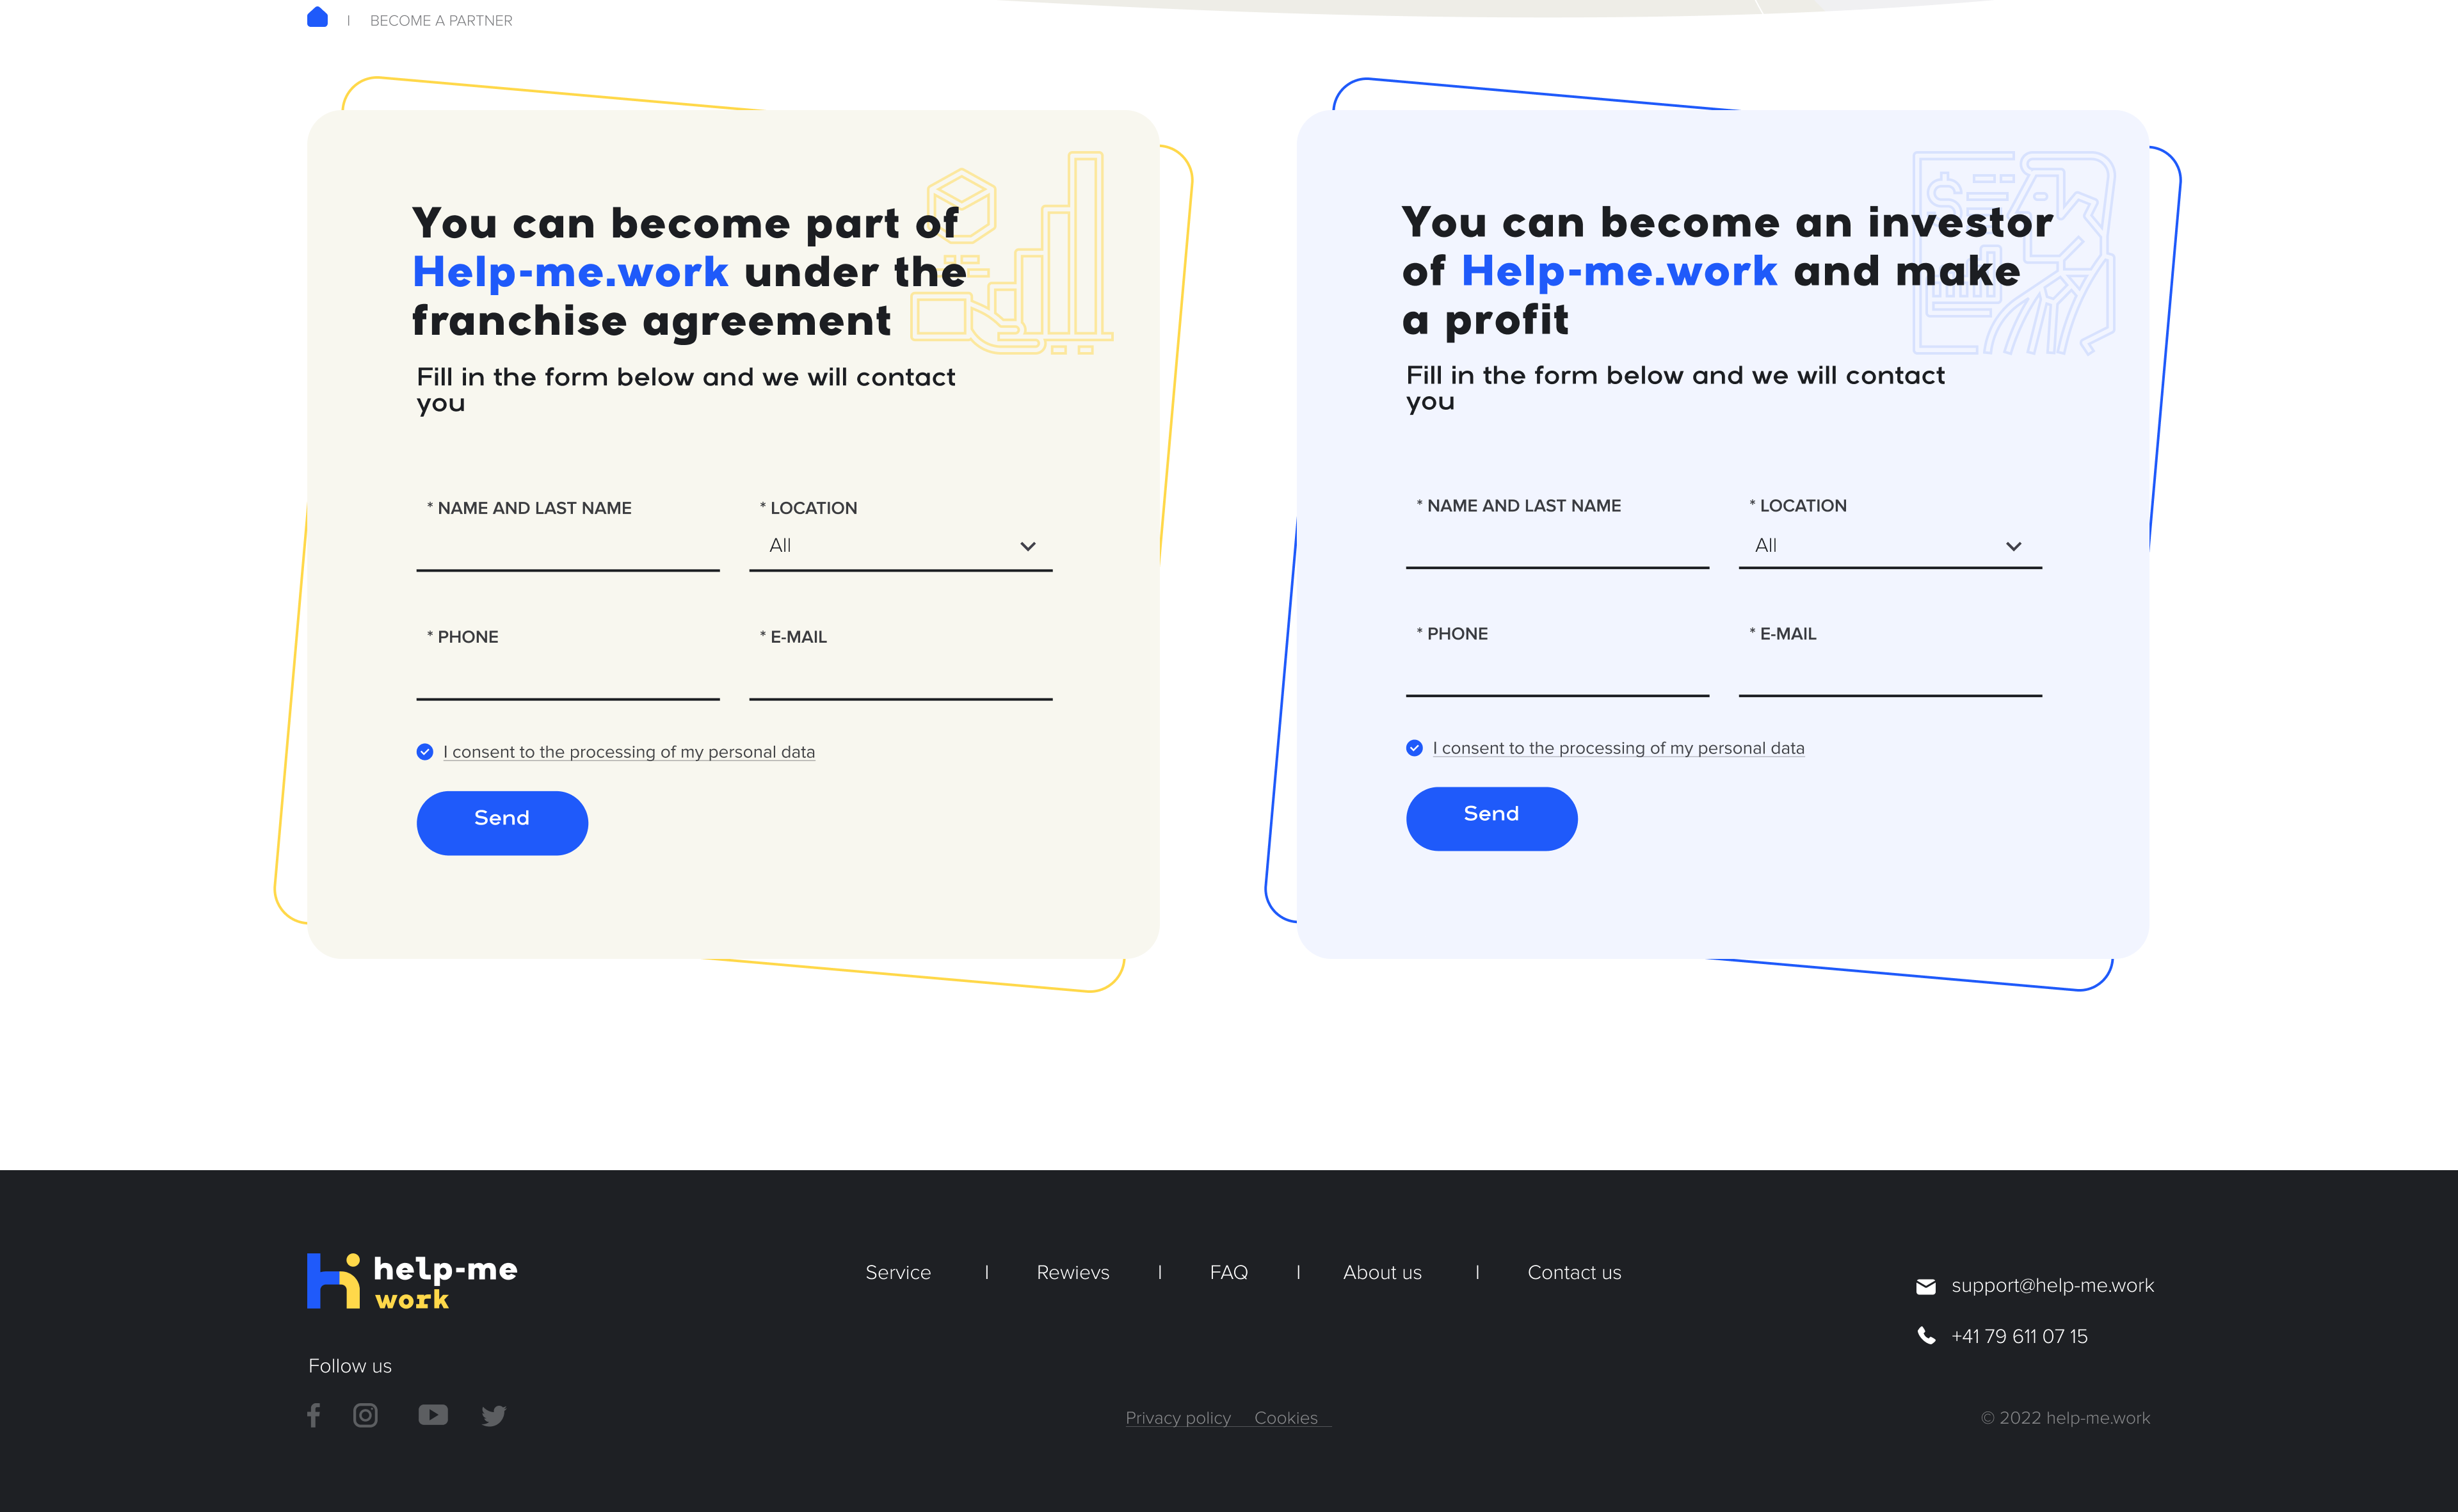 BECOME A PARTNER
You can become part of
Help-me.work under the
franchise agreement
Fill in the form below and we will contact
you
* NAME AND LAST NAME
* LOCATION
All
* PHONE
* E-MAIL
I consent to the processing of my personal data
Send
You can become an investor
of Help-me.work and make
a profit
Fill in the form below and we will contact
you
* NAME AND LAST NAME
* LOCATION
All
* PHONE
* E-MAIL
I consent to the processing of my personal data
Send
help-me
work
Follow us
Service | Rewievs | FAQ | About us | Contact us
Privacy policy Cookies
support@help-me.work
+41 79 611 07 15
© 2022 help-me.work